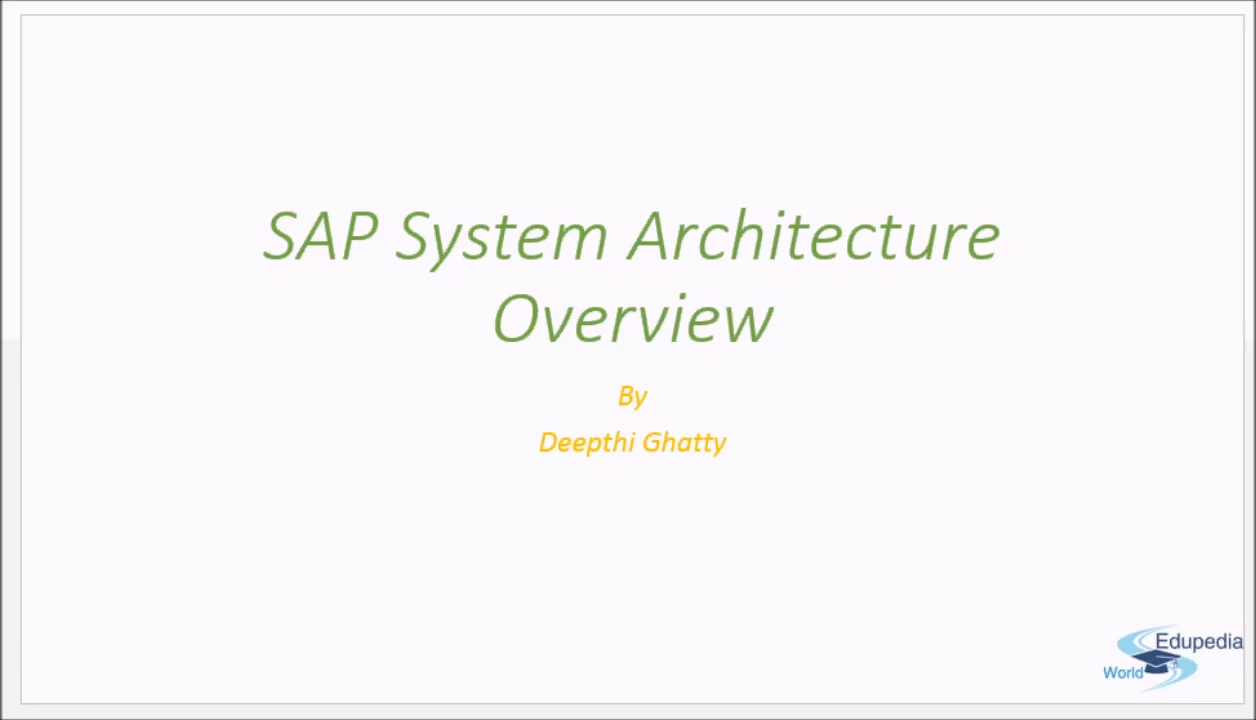 SAP System Architecture
Overview
By
Deepthi Ghatty
Edupedia
World